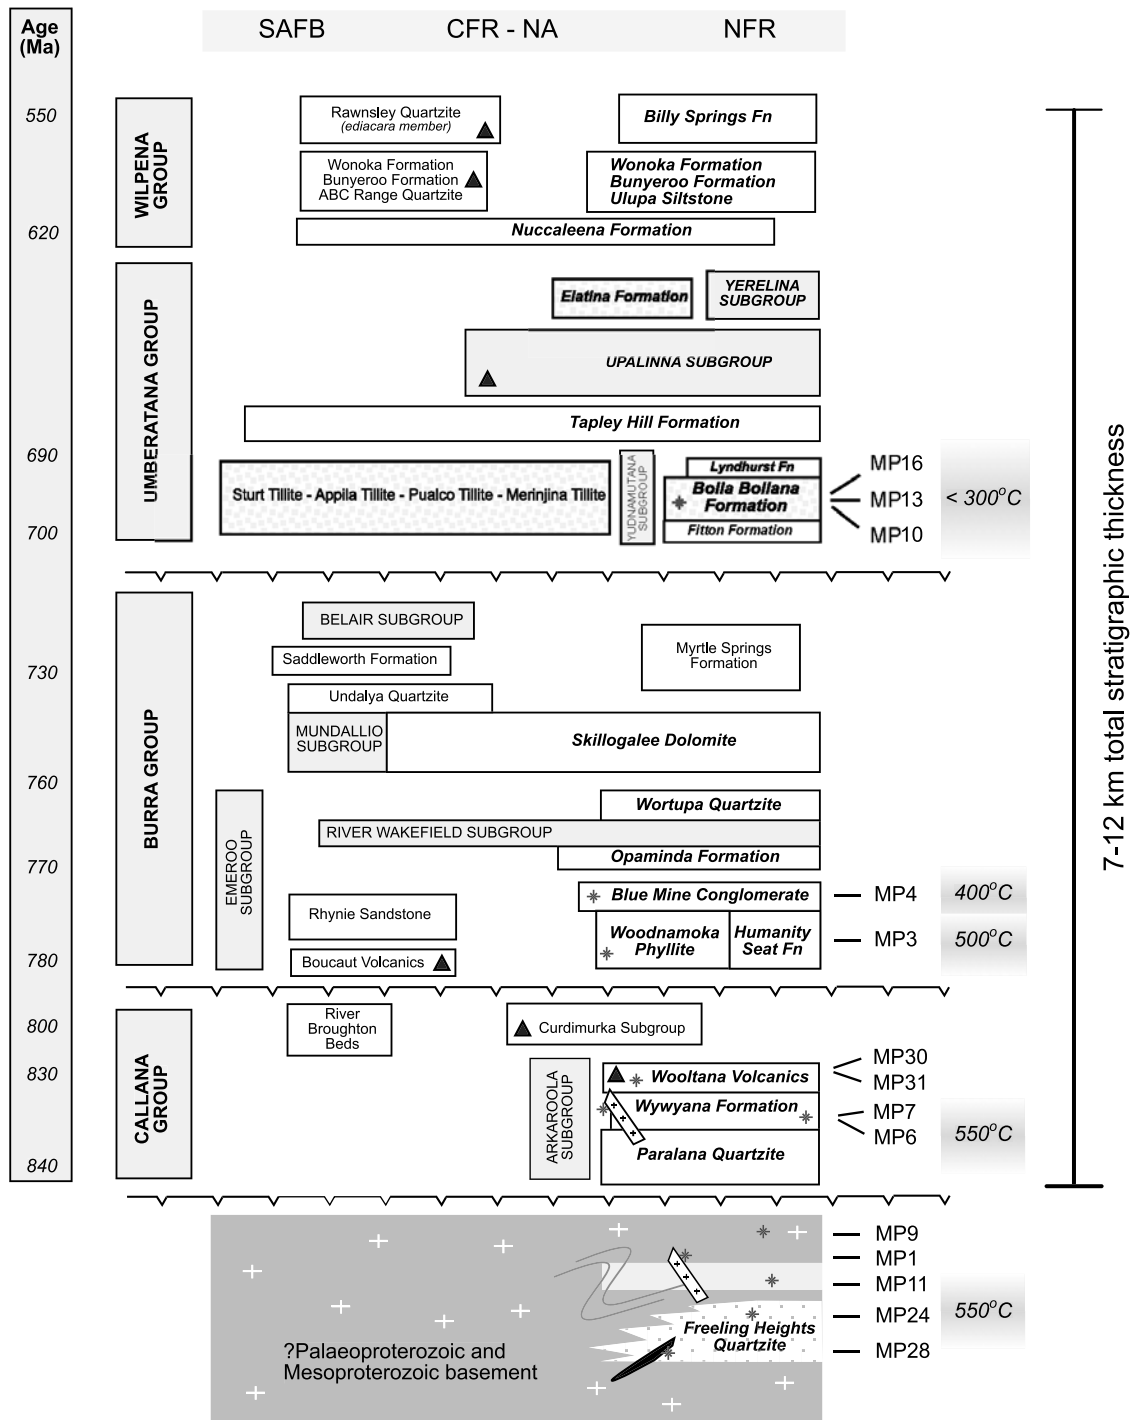 Age
(Ma)
SAFB
CFR - NA
NFR
550
620
690
700
730
760
770
780
800
830
840
WILPENA
GROUP
Rawnsley Quartzite
(ediacara member)
Billy Springs Fn
Wonoka Formation
Bunyeroo Formation
ABC Range Quartzite
Wonoka Formation
Bunyeroo Formation
Ulupa Siltstone
Nuccaleena Formation
UMBERATANA GROUP
Elatina Formation
YERELINA
SUBGROUP
UPALINNA SUBGROUP
Tapley Hill Formation
Sturt Tillite - Appila Tillite - Pualco Tillite - Merinjina Tillite
YUDNAMUTANA
SUBGROUP
Lyndhurst Fn
Bolla Bollana
Formation
Fitton Formation
MP16
MP13
MP10
< 300°C
BURRA GROUP
BELAIR SUBGROUP
Saddleworth Formation
Myrtle Springs
Formation
Undalya Quartzite
MUNDALLIO
SUBGROUP
Skillogalee Dolomite
EMEROO
SUBGROUP
Wortupa Quartzite
RIVER WAKEFIELD SUBGROUP
Opaminda Formation
Blue Mine Conglomerate
MP4
400°C
Rhynie Sandstone
Woodnamoka
Phyllite
Humanity
Seat Fn
MP3
500°C
Boucaut Volcanics
CALLANA
GROUP
River
Broughton
Beds
Curdimurka Subgroup
ARKAROOLA
SUBGROUP
Wooltana Volcanics
Wywyana Formation
Paralana Quartzite
MP30
MP31
MP7
MP6
550°C
MP9
MP1
MP11
MP24
MP28
550°C
Freeling Heights
Quartzite
?Palaeoproterozoic and
Mesoproterozoic basement
7-12 km total stratigraphic thickness